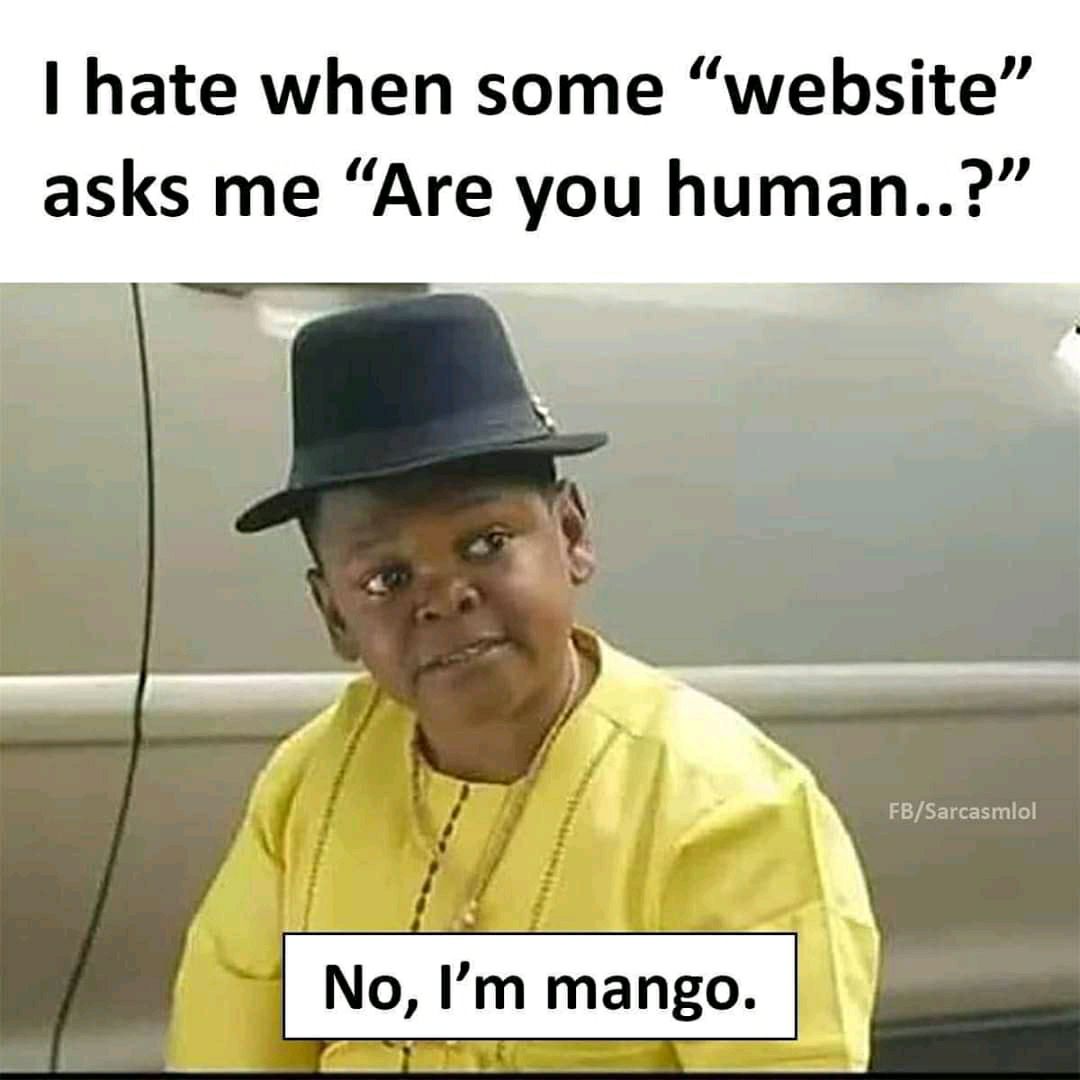 I hate when some “website”
asks me “Are you human..?”
FB/Sarcasmlol
No, I’m mango.